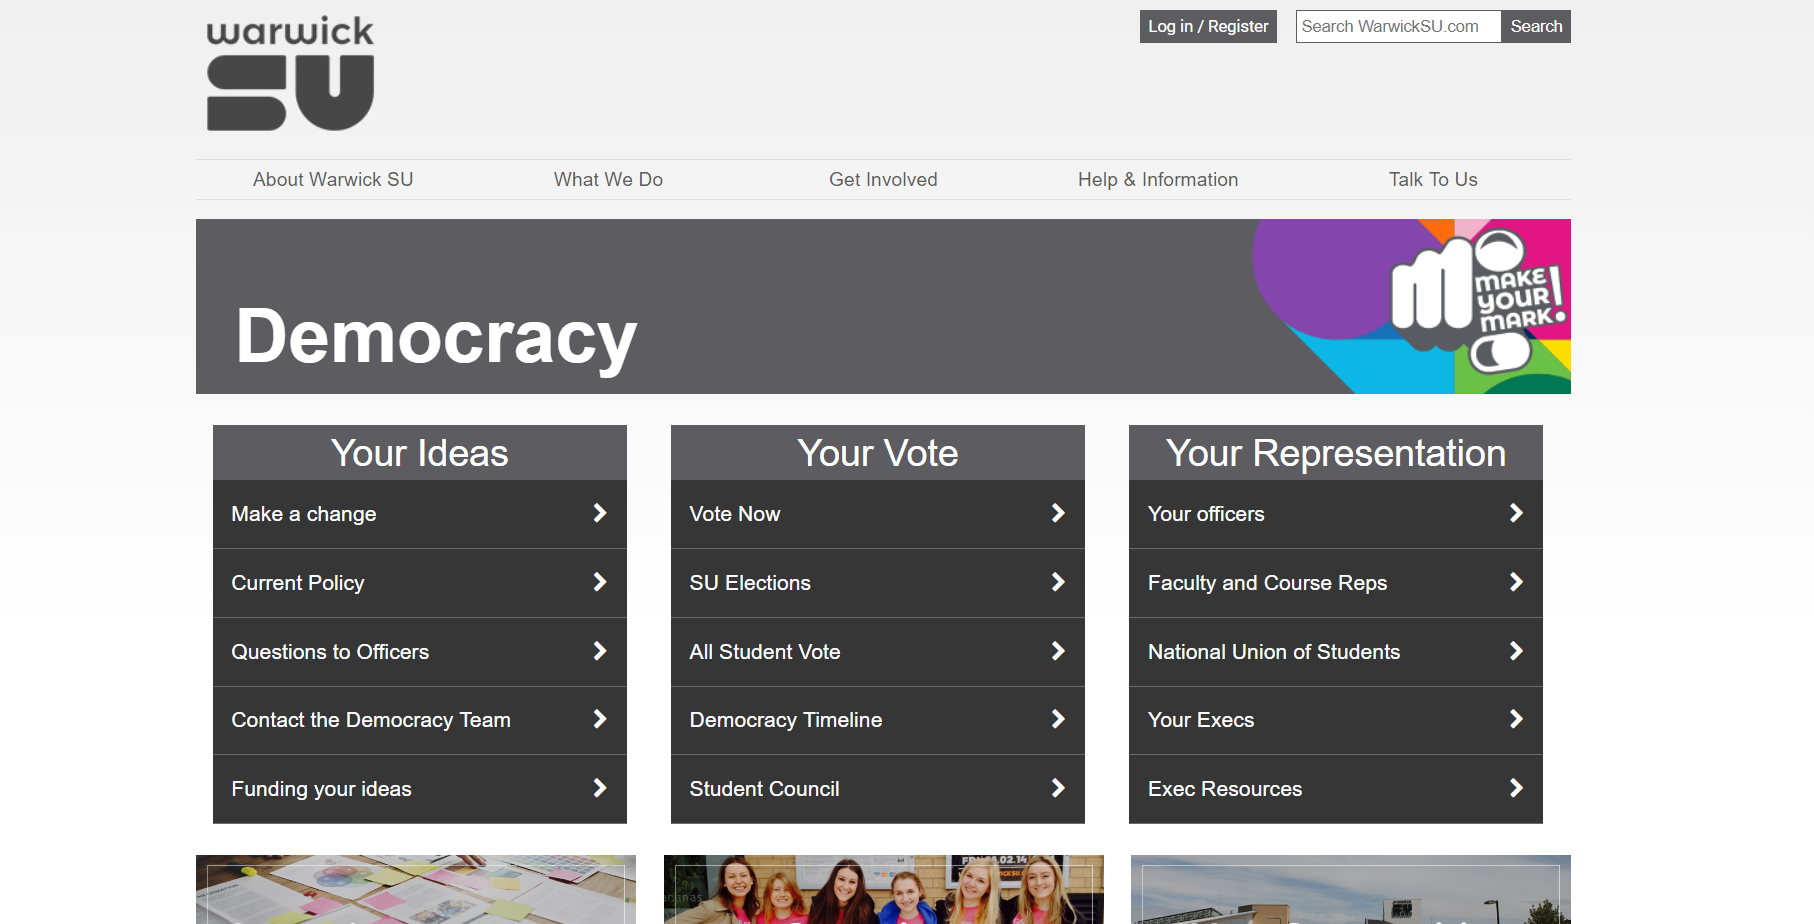 warwick
SU
Log in / Register
Search WarwickSU.com
Search
About Warwick SU
What We Do
Get Involved
Help & Information
Talk To Us
Democracy
MAKE
YOUR
MARK!
Your Ideas
Make a change
Current Policy
Questions to Officers
Contact the Democracy Team
Funding your ideas
Your Vote
Vote Now
SU Elections
All Student Vote
Democracy Timeline
Student Council
Your Representation
Your officers
Faculty and Course Reps
National Union of Students
Your Execs
Exec Resources
SU